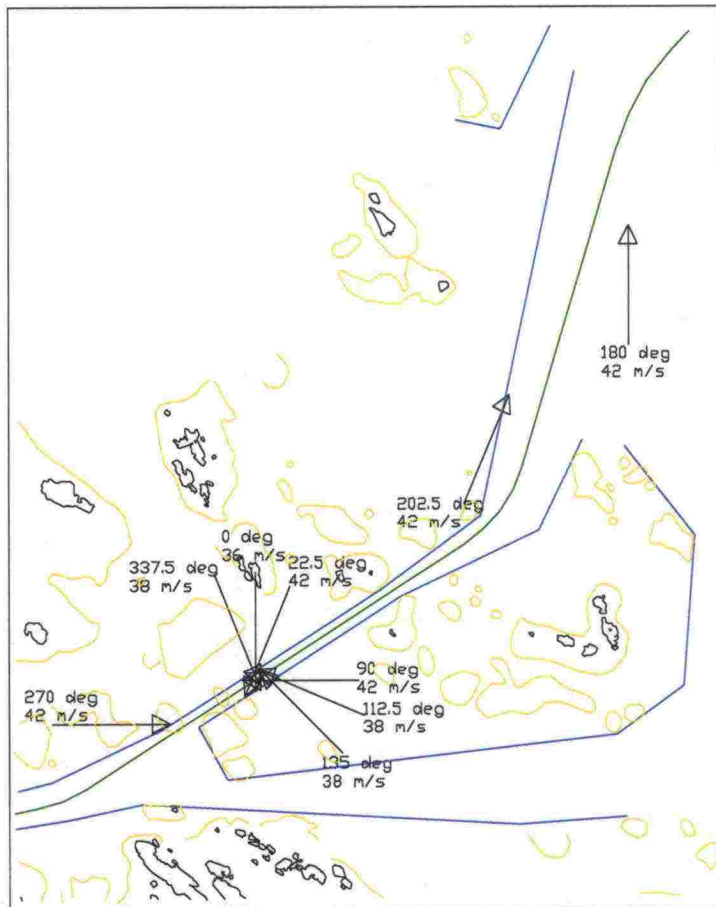 180 deg
42 m/s
202.5 deg
42 m/s
0 deg
36 m/s
337.5 deg
38 m/s
22.5 deg
42 m/s
90 deg
42 m/s
270 deg
42 m/s
112.5 deg
38 m/s
135 deg
38 m/s